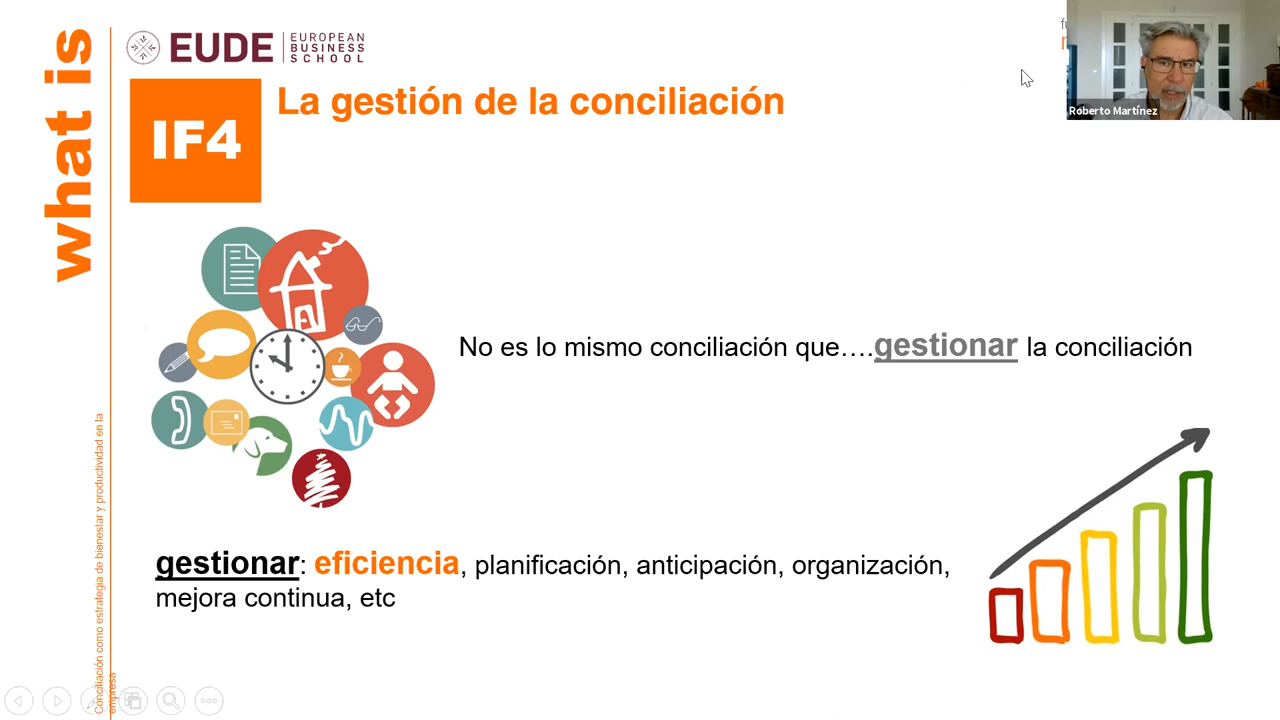 what is
EUDE
EUROPEAN
BUSINESS
SCHOOL
IF4
La gestión de la conciliación
Roberto Martínez
No es lo mismo conciliación que....gestionar la conciliación
gestionar: eficiencia, planificación, anticipación, organización,
mejora continua, etc
Conciliación como estrategia de bienestar y productividad en la
empresa